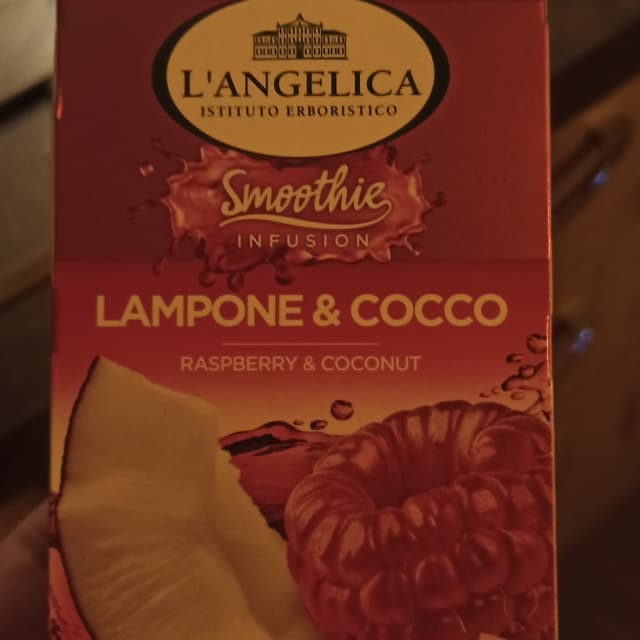 L'ANGELICA
ISTITUTO ERBORISTICO
Smoothie
INFUSION
LAMPONE & COCCO
RASPBERRY & COCONUT